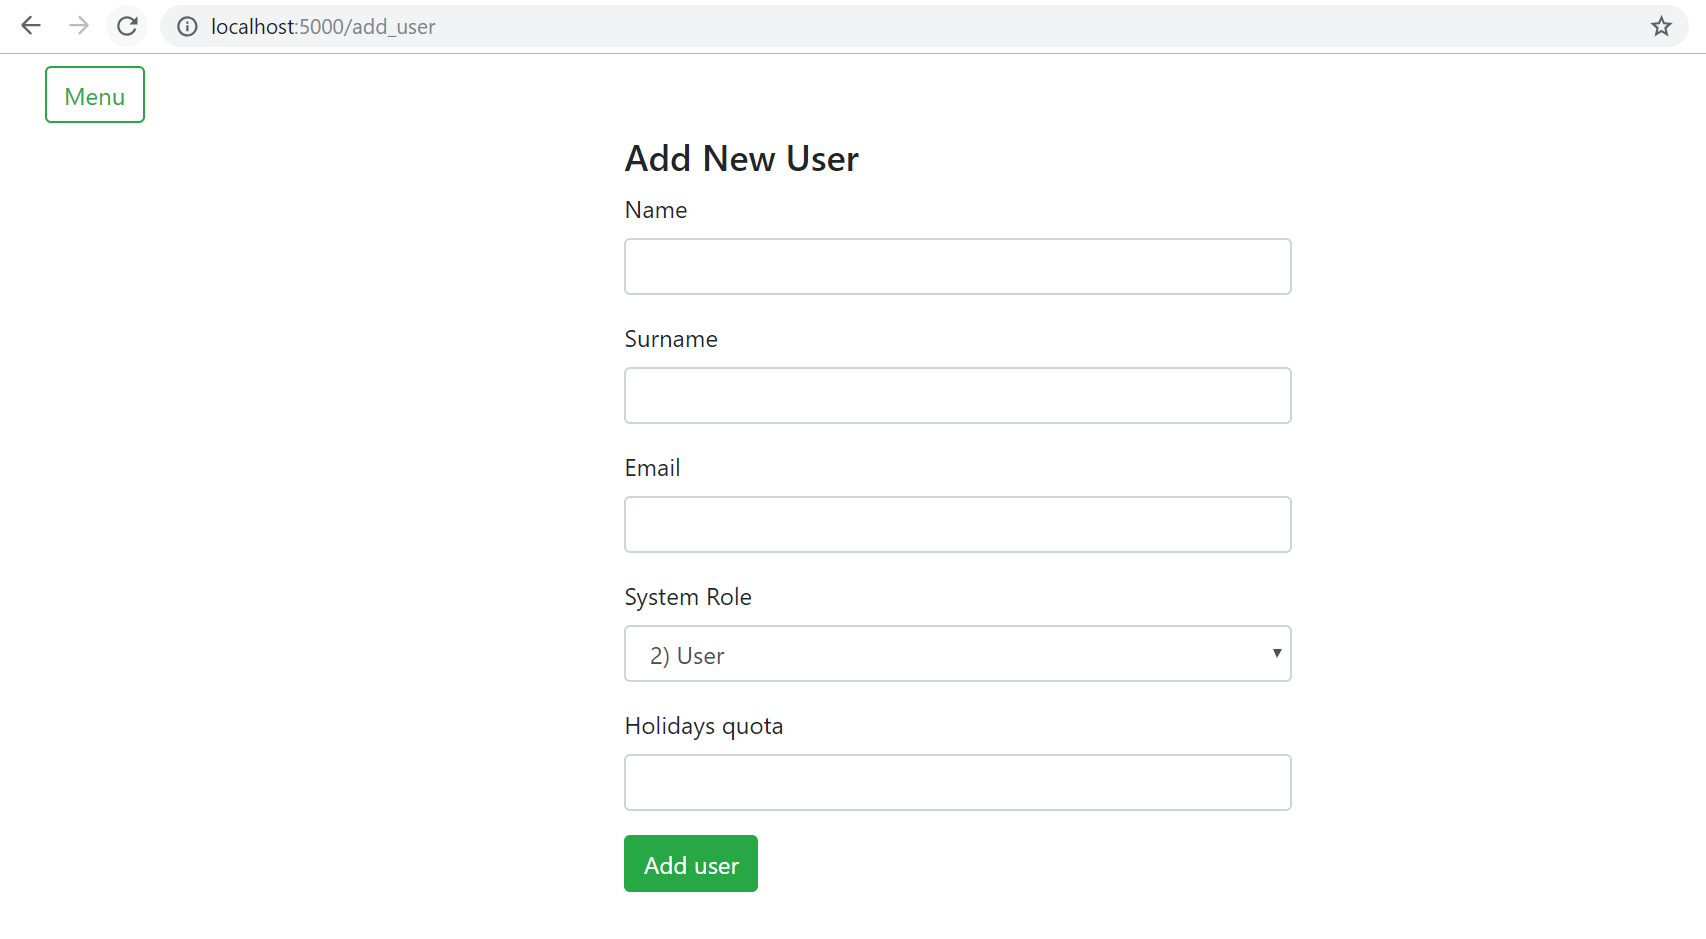 localhost:5000/add_user
Menu
Add New User
Name
Surname
Email
System Role
2) User
Holidays quota
Add user